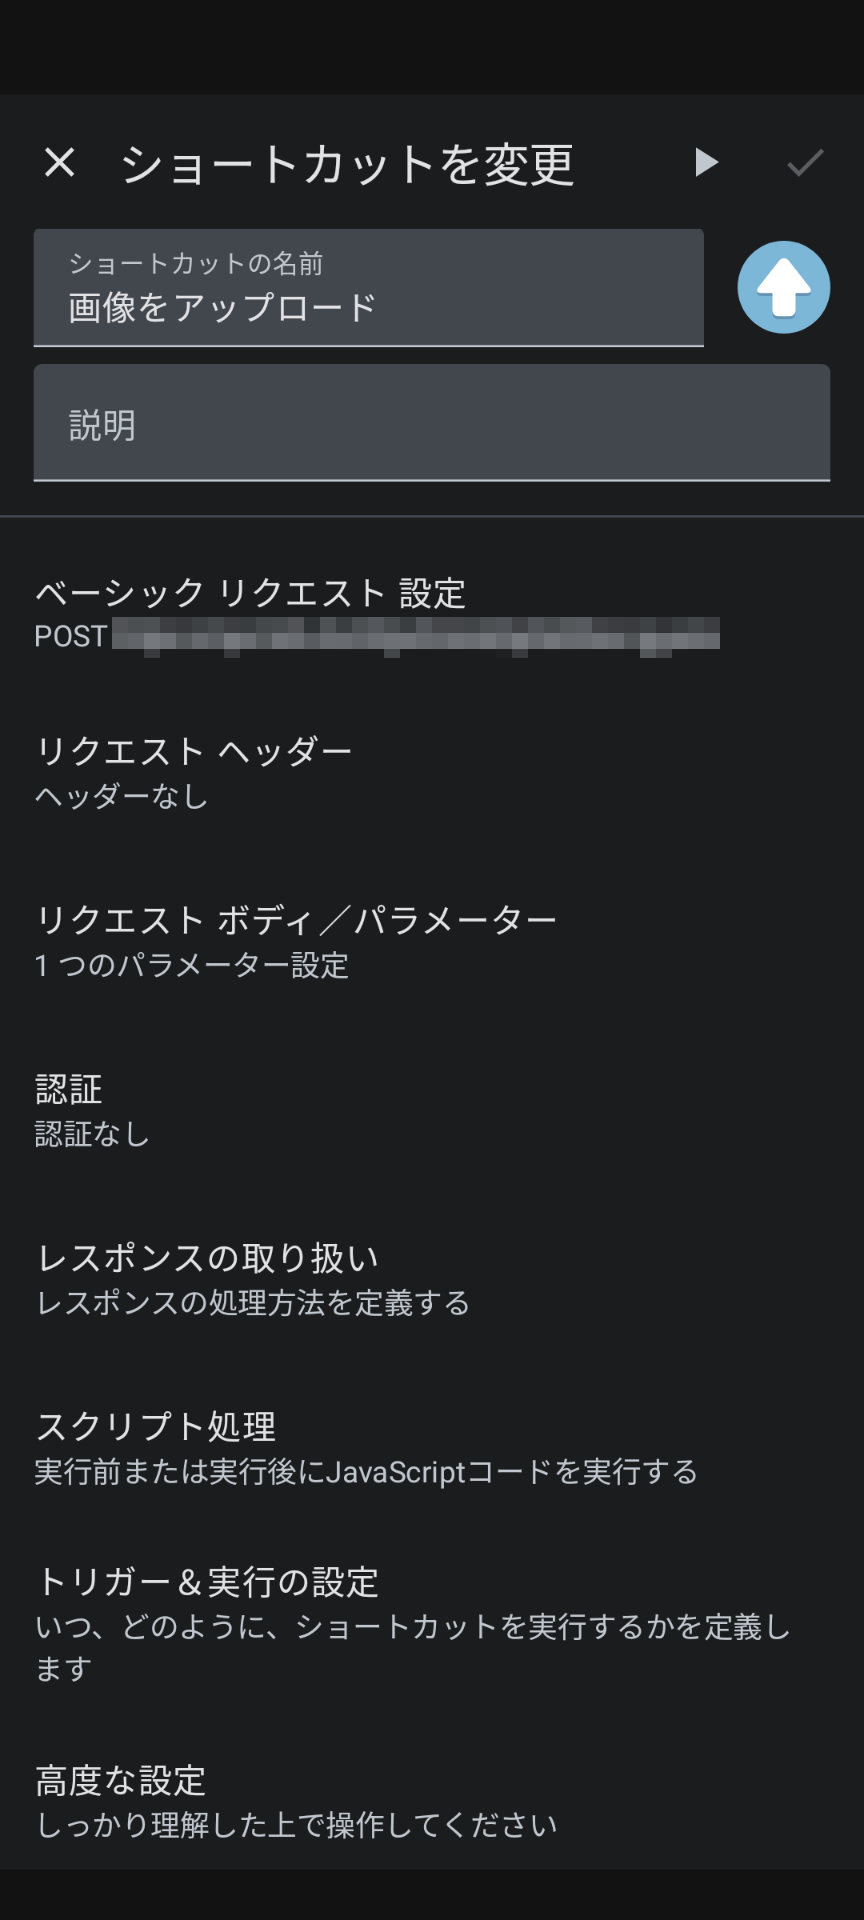 ショートカットを変更
ショートカットの名前
画像をアップロード
説明
ベーシック リクエスト 設定
POST
リクエスト ヘッダー
ヘッダーなし
リクエスト ボディ／パラメーター
1 つのパラメーター設定
認証
認証なし
レスポンスの取り扱い
レスポンスの処理方法を定義する
スクリプト処理
実行前または実行後にJavaScriptコードを実行する
トリガー＆実行の設定
いつ、どのように、ショートカットを実行するかを定義し
ます
高度な設定
しっかり理解した上で操作してください